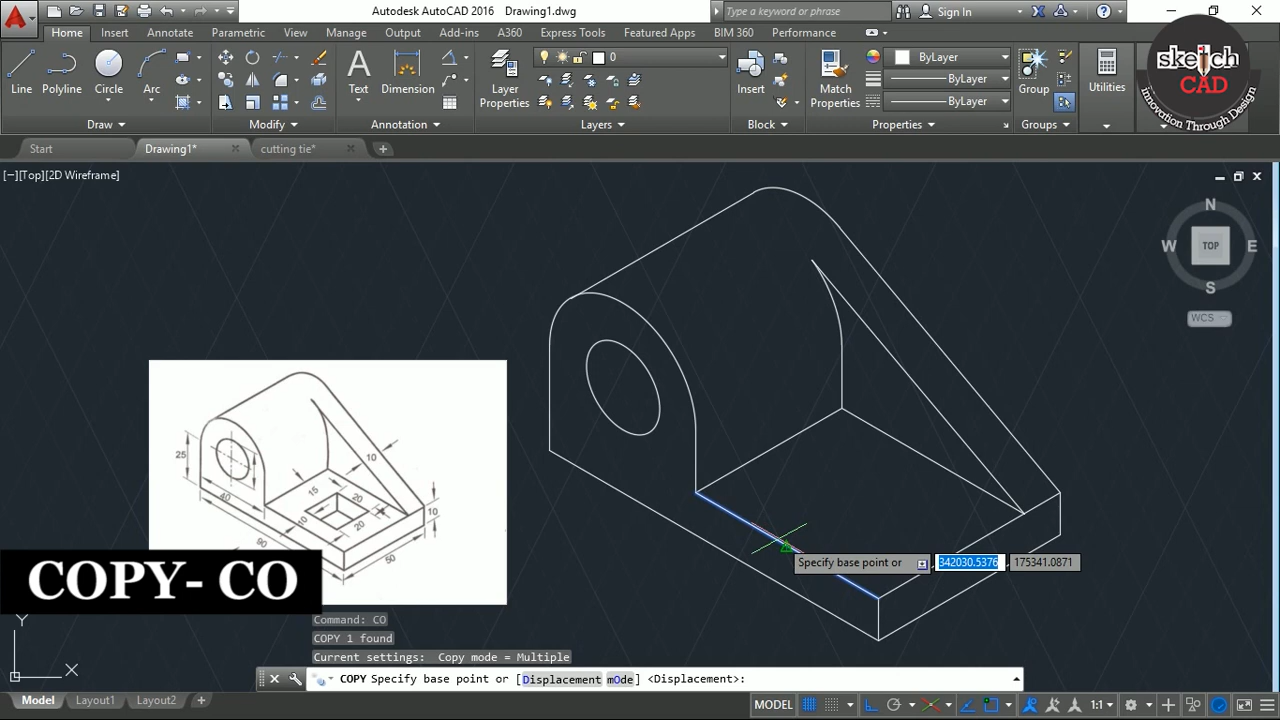 Autodesk AutoCAD 2016 Drawing1.dwg
Type a keyword or phrase
Sign In
Home Insert Annotate Parametric View Manage Output Add-ins A360 Express Tools Featured Apps BIM 360 Performance
Line
Polyline
Circle
Arc
Text
Dimension
Layer
Properties
0
Insert
Match
Properties
ByLayer
ByLayer
ByLayer
Group
Utilities
Draw
Modify
Annotation
Layers
Block
Properties
Groups
sketch
CAD
Innovation Through Design
Start
Drawing1*
cutting tie*
[−][Top][2D Wireframe]
N
W
TOP
E
S
WCS
25
40
90
10
15
20
20
10
10
50
Specify base point or
342030.5376
175341.0871
COPY- CO
Y
X
Command: CO
COPY 1 found
Current settings: Copy mode = Multiple
COPY Specify base point or [Displacement mOde] <Displacement>:
Model Layout1 Layout2
MODEL
1:1